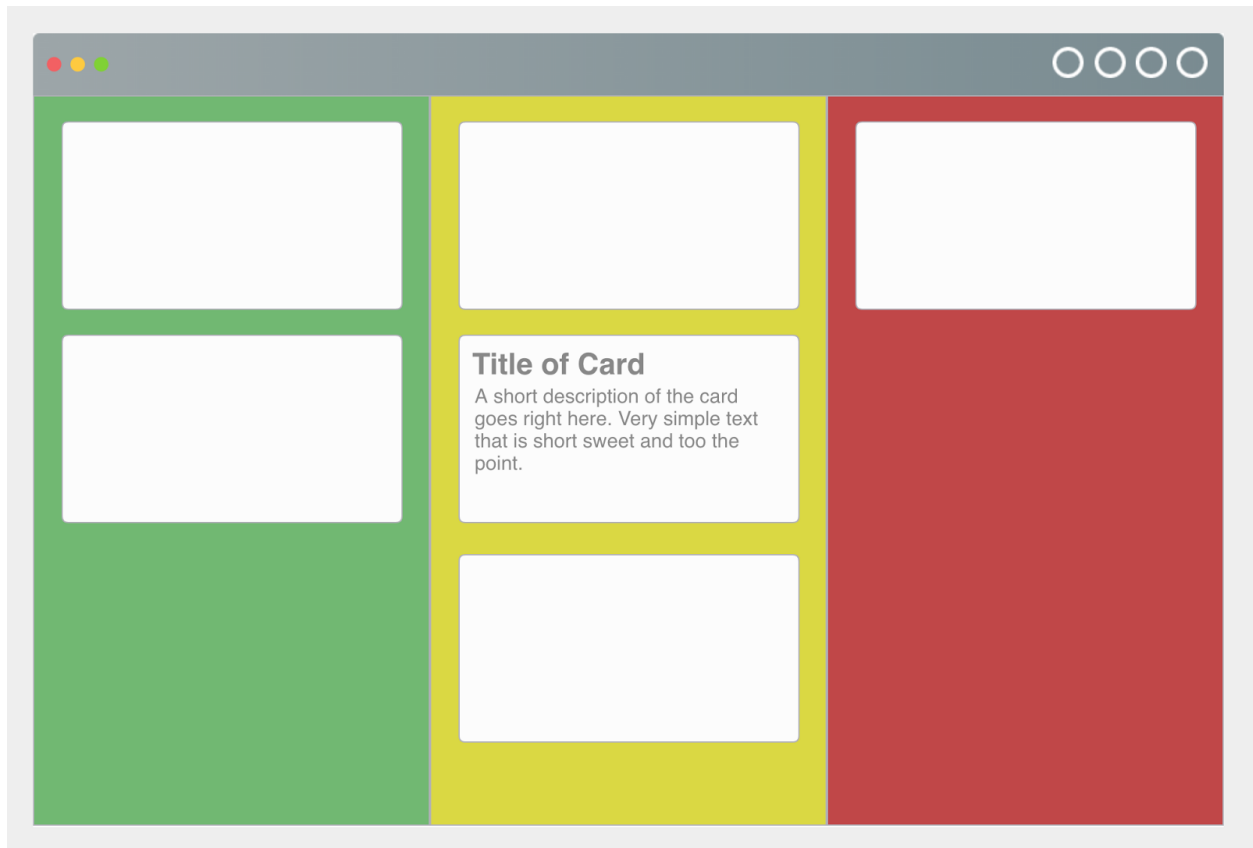 Title of Card
A short description of the card
goes right here. Very simple text
that is short sweet and too the
point.